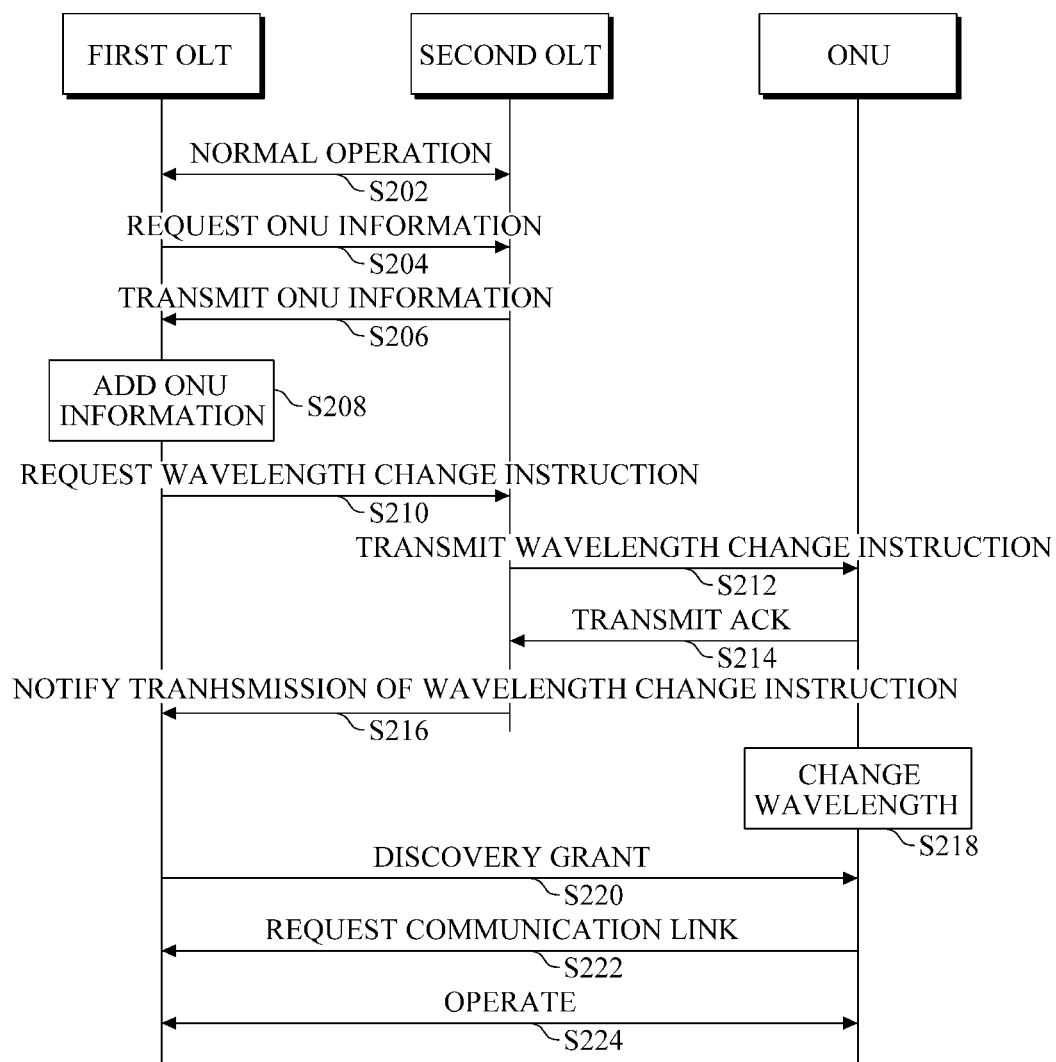 FIRST OLT
SECOND OLT
ONU
NORMAL OPERATION
S202
REQUEST ONU INFORMATION
S204
TRANSMIT ONU INFORMATION
S206
ADD ONU
INFORMATION
S208
REQUEST WAVELENGTH CHANGE INSTRUCTION
S210
TRANSMIT WAVELENGTH CHANGE INSTRUCTION
S212
TRANSMIT ACK
S214
NOTIFY TRANHSMISSION OF WAVELENGTH CHANGE INSTRUCTION
S216
CHANGE
WAVELENGTH
S218
DISCOVERY GRANT
S220
REQUEST COMMUNICATION LINK
S222
OPERATE
S224